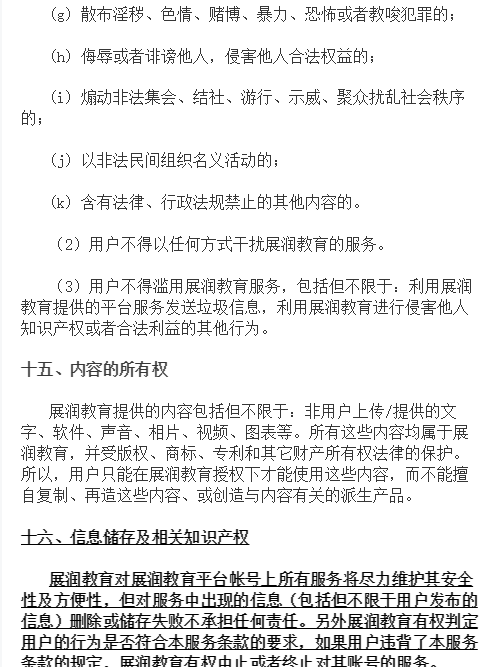 (g) 散布淫秽、色情、赌博、暴力、恐怖或者教唆犯罪的;
(h) 侮辱或者诽谤他人，侵害他人合法权益的;
(i) 煽动非法集会、结社、游行、示威、聚众扰乱社会秩序
的;
(j) 以非法民间组织名义活动的;
(k) 含有法律、行政法规禁止的其他内容的。
（2）用户不得以任何方式干扰展润教育的服务。
（3）用户不得滥用展润教育服务，包括但不限于: 利用展润
教育提供的平台服务发送垃圾信息，利用展润教育进行侵害他人
知识产权或者合法利益的其他行为。
十五、内容的所有权
展润教育提供的内容包括但不限于: 非用户上传/提供的文
字、软件、声音、相片、视频、图表等。所有这些内容均属于展
润教育，并受版权、商标、专利和其它财产所有权法律的保护。
所以，用户只能在展润教育授权下才能使用这些内容，而不能擅
自复制、再造这些内容、或创造与内容有关的派生产品。
十六、信息储存及相关知识产权
展润教育对展润教育平台帐号上所有服务将尽力维护其安全
性及方便性，但对服务中出现的信息（包括但不限于用户发布的
信息）删除或储存失败不承担任何责任。另外展润教育有权判定
用户的行为是否符合本服务条款的要求，如果用户违背了本服务
条款的规定，展润教育有权中止或者终止对其账号的服务。